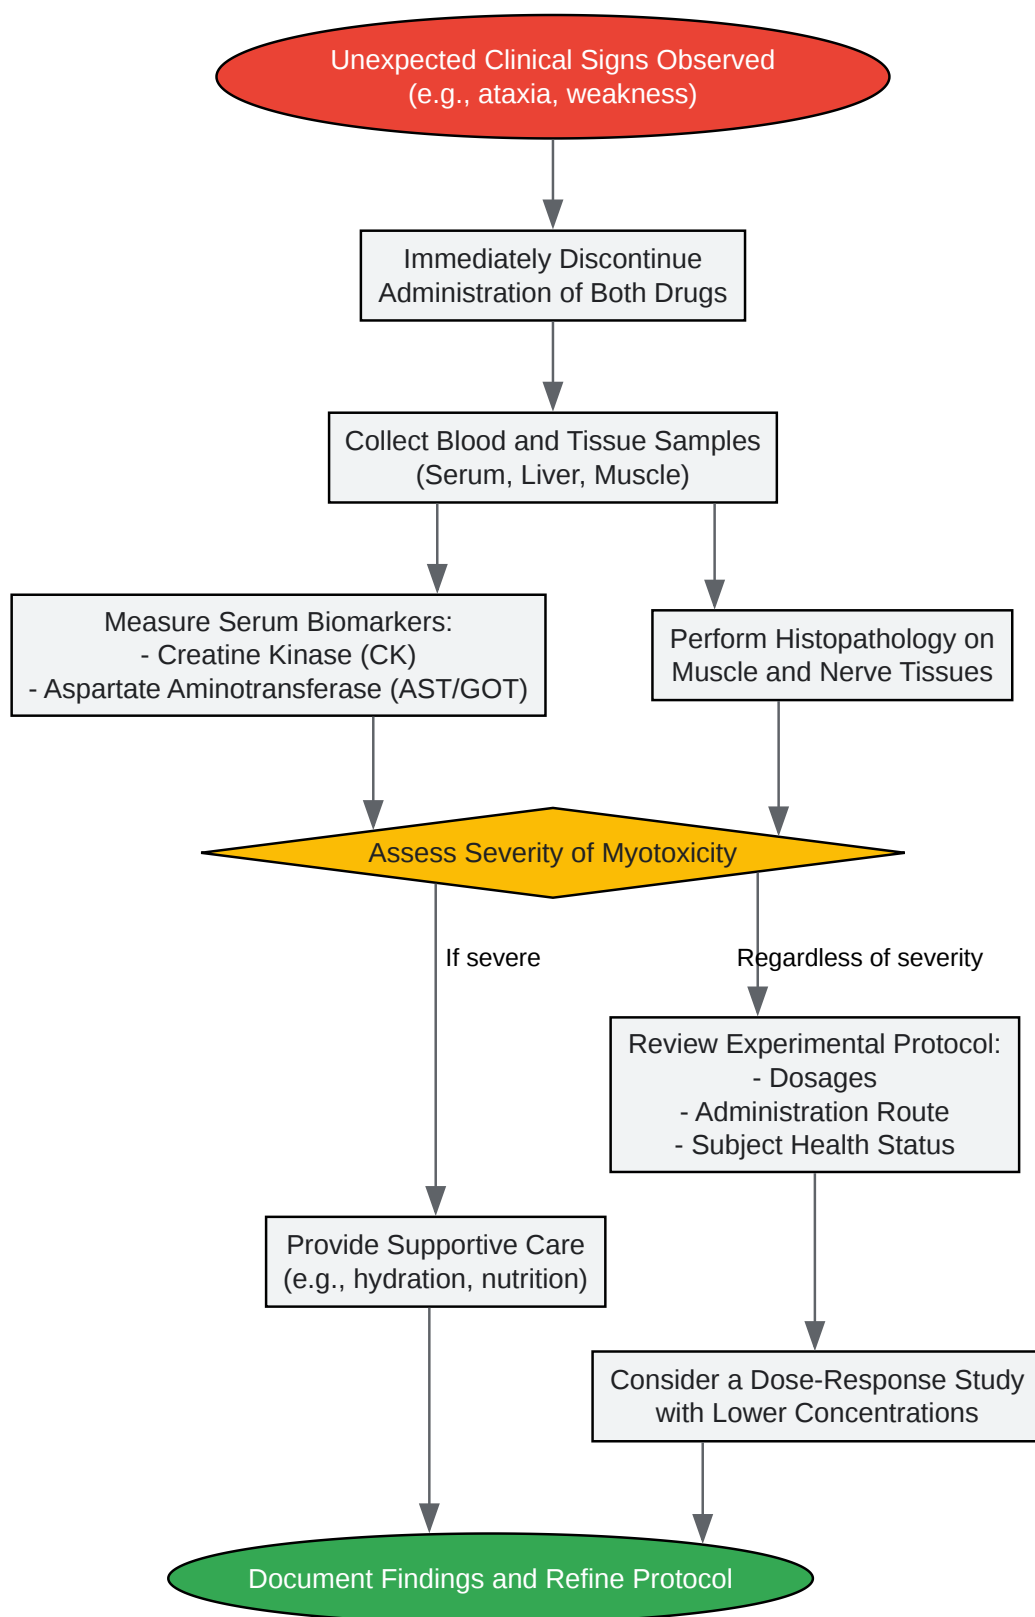 Unexpected Clinical Signs Observed
(e.g., ataxia, weakness)
Immediately Discontinue
Administration of Both Drugs
Collect Blood and Tissue Samples
(Serum, Liver, Muscle)
Measure Serum Biomarkers:
- Creatine Kinase (CK)
- Aspartate Aminotransferase (AST/GOT)
Perform Histopathology on
Muscle and Nerve Tissues
Assess Severity of Myotoxicity
If severe
Regardless of severity
Review Experimental Protocol:
- Dosages
- Administration Route
- Subject Health Status
Provide Supportive Care
(e.g., hydration, nutrition)
Consider a Dose-Response Study
with Lower Concentrations
Document Findings and Refine Protocol